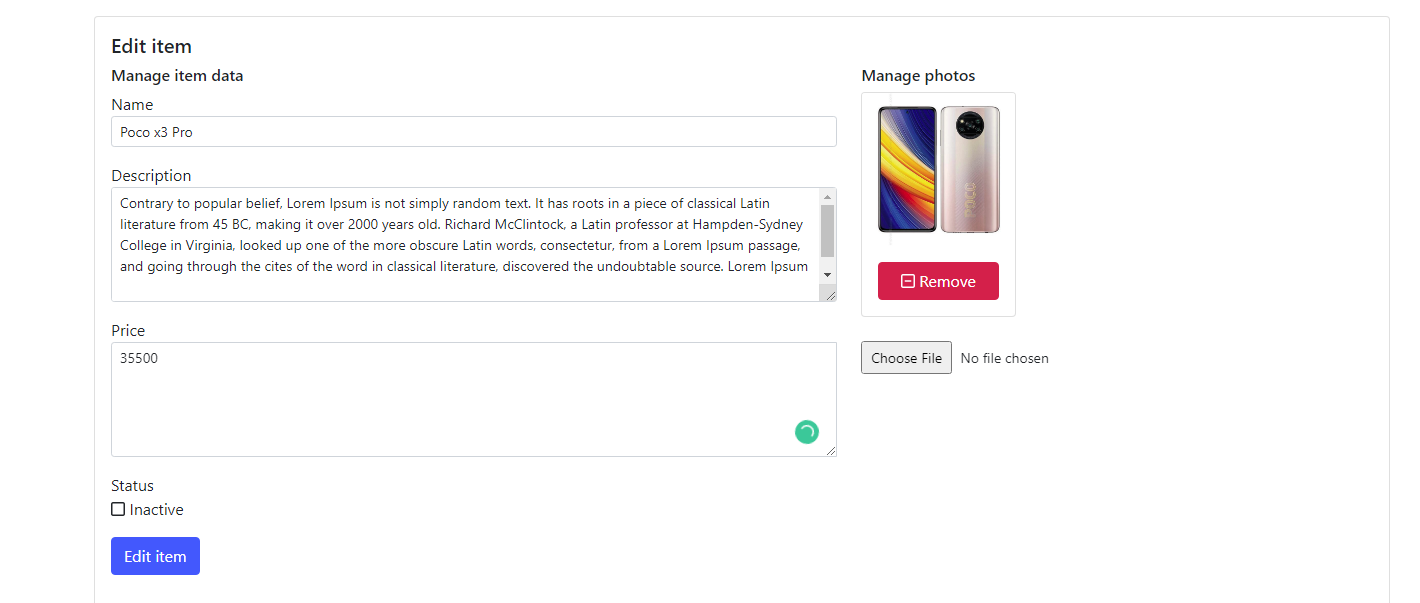 Edit item
Manage item data
Name
Poco x3 Pro
Description
Contrary to popular belief, Lorem Ipsum is not simply random text. It has roots in a piece of classical Latin
literature from 45 BC, making it over 2000 years old. Richard McClintock, a Latin professor at Hampden-Sydney
College in Virginia, looked up one of the more obscure Latin words, consectetur, from a Lorem Ipsum passage,
and going through the cites of the word in classical literature, discovered the undoubtable source. Lorem Ipsum
Price
35500
Status
Inactive
Edit item
Manage photos
POCO
Remove
Choose File No file chosen